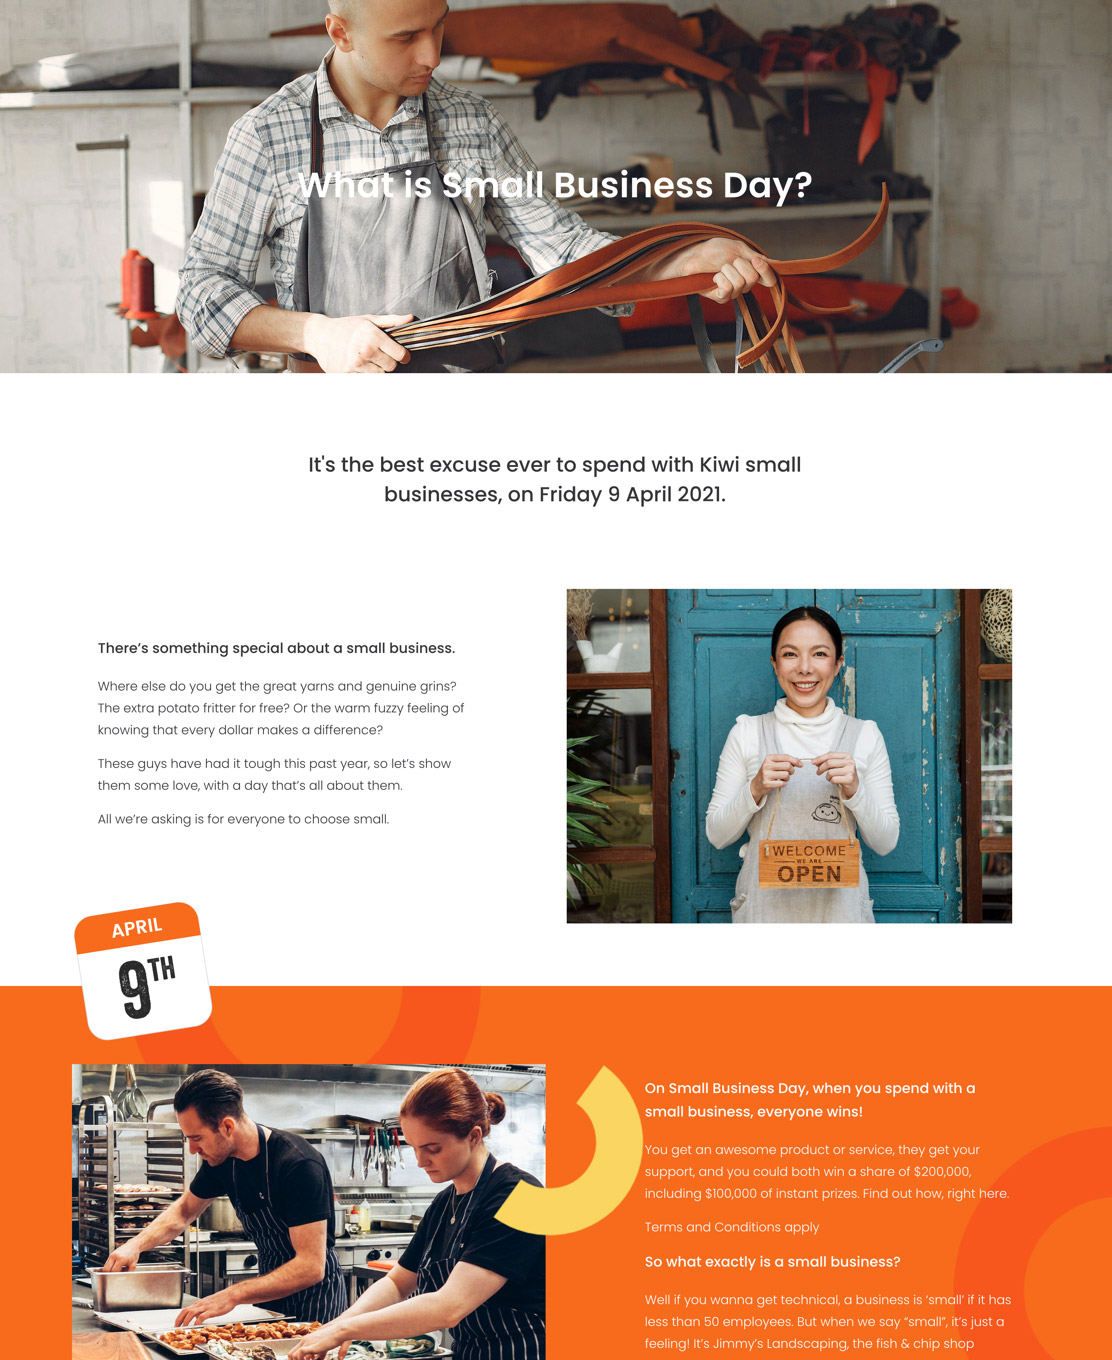 What is Small Business Day?
It's the best excuse ever to spend with Kiwi small
businesses, on Friday 9 April 2021.
There’s something special about a small business.
Where else do you get the great yarns and genuine grins?
The extra potato fritter for free? Or the warm fuzzy feeling of
knowing that every dollar makes a difference?
These guys have had it tough this past year, so let’s show
them some love, with a day that’s all about them.
All we’re asking is for everyone to choose small.
WELCOME
WE ARE
OPEN
APRIL
9TH
On Small Business Day, when you spend with a
small business, everyone wins!
You get an awesome product or service, they get your
support, and you could both win a share of $200,000,
including $100,000 of instant prizes. Find out how, right here.
Terms and Conditions apply
So what exactly is a small business?
Well if you wanna get technical, a business is ‘small’ if it has
less than 50 employees. But when we say “small”, it’s just a
feeling! It’s Jimmy’s Landscaping, the fish & chip shop